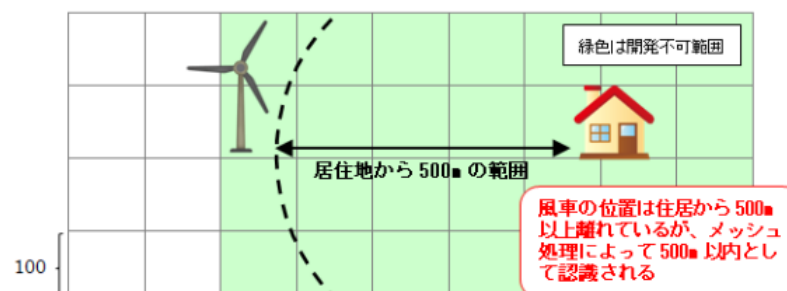 緑色は開発不可範囲
居住地から500mの範囲
風車の位置は住居から500m
以上離れているが、メッシュ
処理によって500m以内とし
て認識される
100